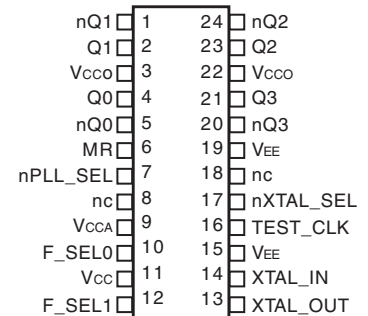 nQ1 1 24 nQ2
Q1 2 23 Q2
Vcco 3 22 VCCO
Q0 4 21 Q3
nQ0 5 20 nQ3
MR 6 19 VEE
nPLL_SEL 7 18 nc
nc 8 17 nXTAL_SEL
VCCA 9 16 TEST_CLK
F_SEL0 10 15 VEE
Vcc 11 14 XTAL_IN
F_SEL1 12 13 XTAL_OUT